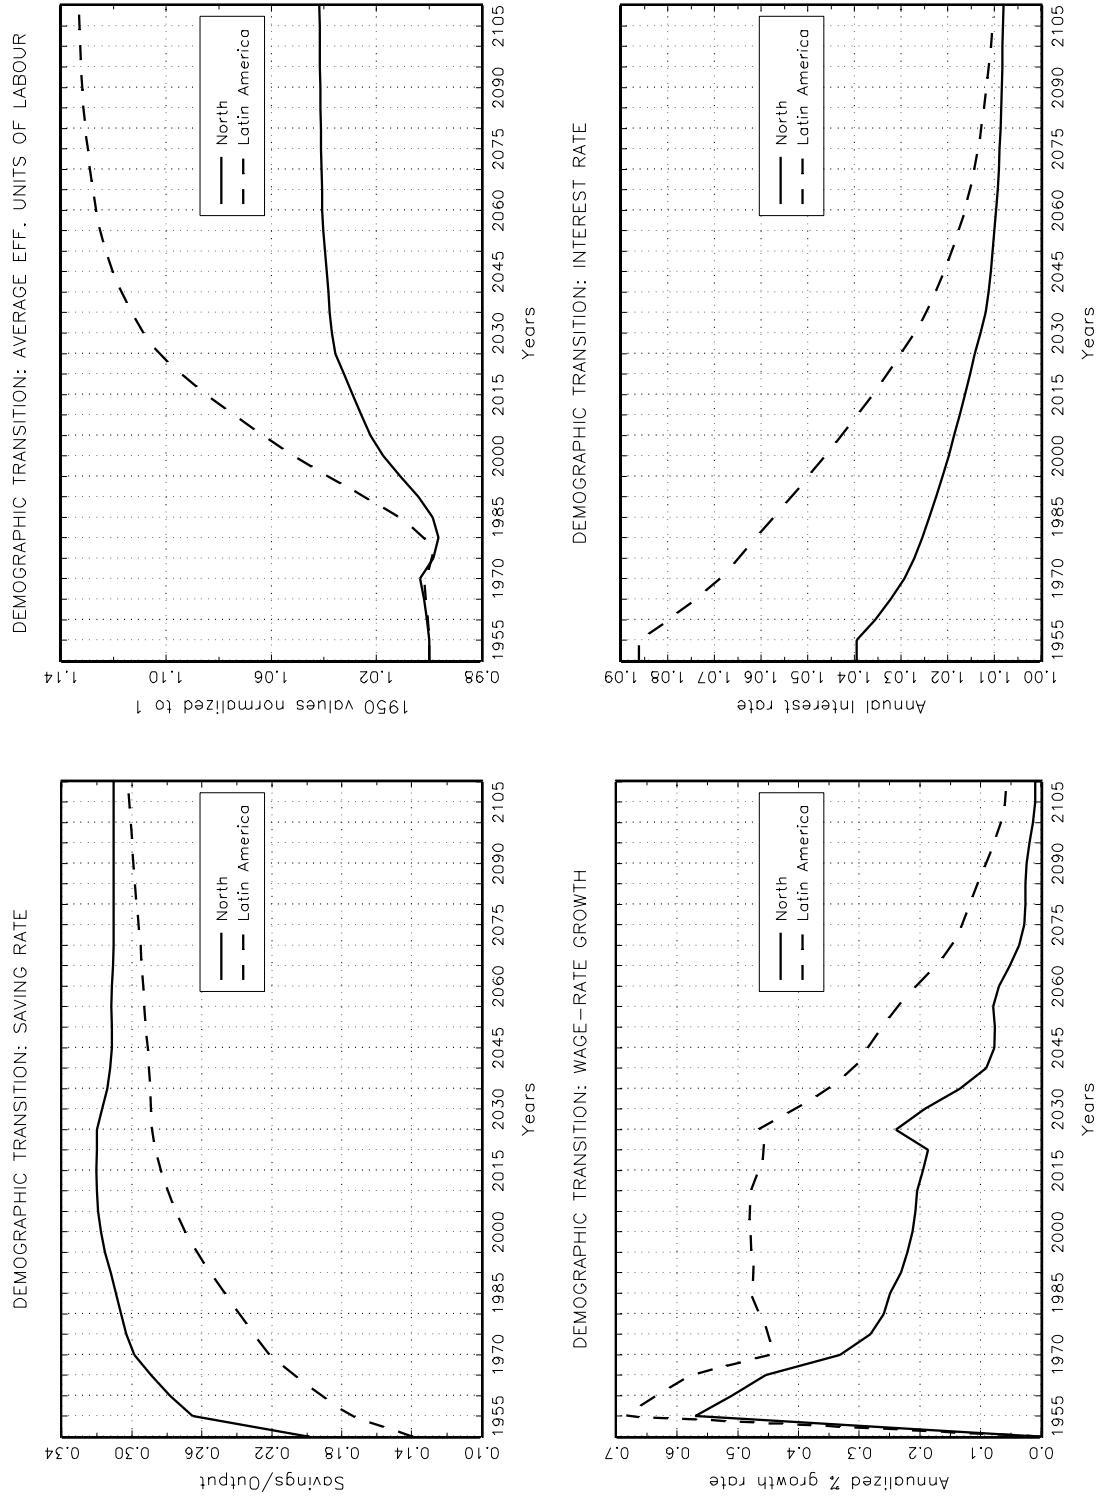 DEMOGRAPHIC TRANSITION: SAVING RATE
Savings/Output
0.34
0.30
0.26
0.22
0.18
0.14
0.10
North
Latin America
1955 1970 1985 2000 2015 2030 2045 2060 2075 2090 2105
Years
DEMOGRAPHIC TRANSITION: AVERAGE EFF. UNITS OF LABOUR
1950 values normalized to 1
1.14
1.10
1.06
1.02
0.98
North
Latin America
1955 1970 1985 2000 2015 2030 2045 2060 2075 2090 2105
Years
DEMOGRAPHIC TRANSITION: WAGE-RATE GROWTH
Annualized % growth rate
0.7
0.6
0.5
0.4
0.3
0.2
0.1
0.0
North
Latin America
1955 1970 1985 2000 2015 2030 2045 2060 2075 2090 2105
Years
DEMOGRAPHIC TRANSITION: INTEREST RATE
Annual Interest rate
1.09
1.08
1.07
1.06
1.05
1.04
1.03
1.02
1.01
1.00
North
Latin America
1955 1970 1985 2000 2015 2030 2045 2060 2075 2090 2105
Years